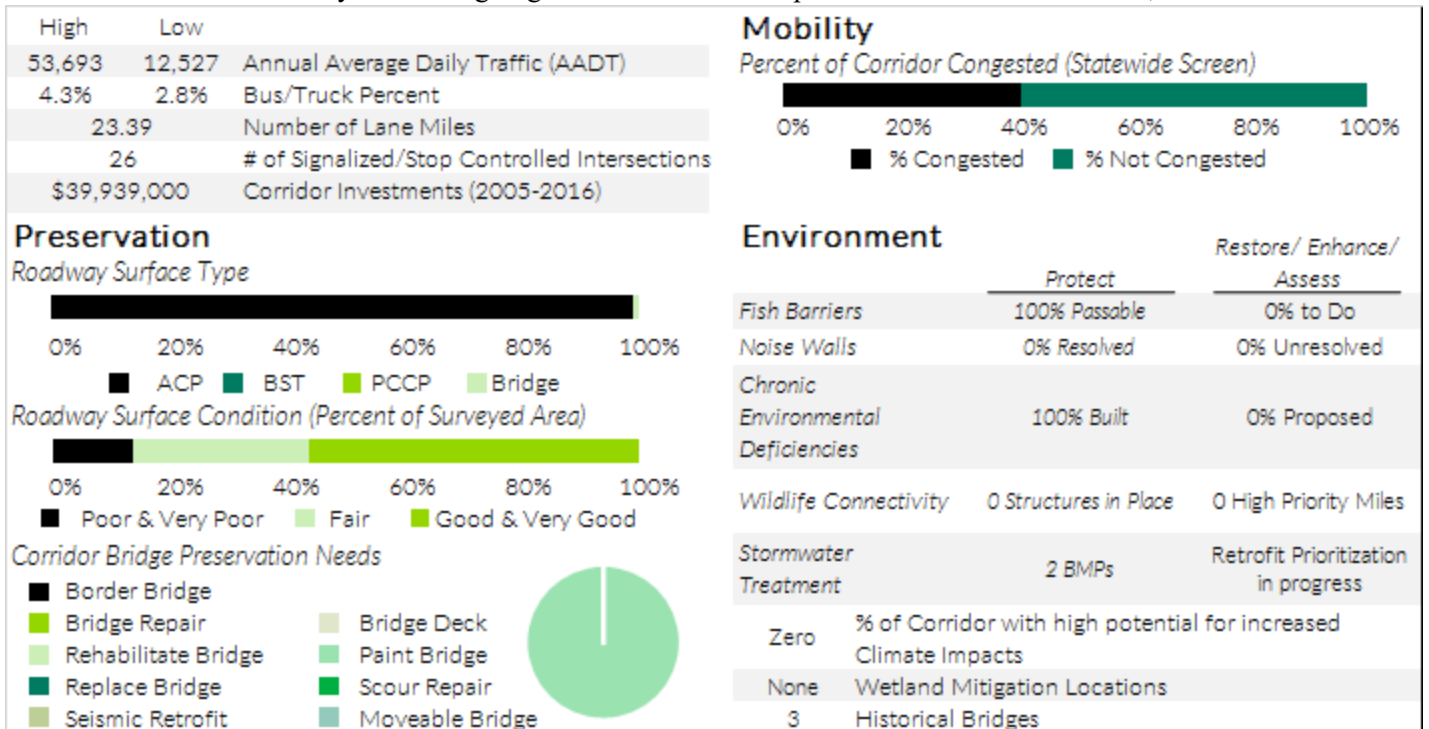 High Low
53,693 12,527 Annual Average Daily Traffic (AADT)
4.3% 2.8% Bus/Truck Percent
23.39 Number of Lane Miles
26 # of Signalized/Stop Controlled Intersections
$39,939,000 Corridor Investments (2005-2016)
Preservation
Roadway Surface Type
0% 20% 40% 60% 80% 100%
ACP BST PCCP Bridge
Roadway Surface Condition (Percent of Surveyed Area)
0% 20% 40% 60% 80% 100%
Poor & Very Poor Fair Good & Very Good
Corridor Bridge Preservation Needs
Border Bridge
Bridge Repair Bridge Deck
Rehabilitate Bridge Paint Bridge
Replace Bridge Scour Repair
Seismic Retrofit Moveable Bridge
Mobility
Percent of Corridor Congested (Statewide Screen)
0% 20% 40% 60% 80% 100%
% Congested % Not Congested
Environment
Restore/ Enhance/
Protect Assess
Fish Barriers 100% Passable 0% to Do
Noise Walls 0% Resolved 0% Unresolved
Chronic
Environmental 100% Built 0% Proposed
Deficiencies
Wildlife Connectivity 0 Structures in Place 0 High Priority Miles
Stormwater Retrofit Prioritization
Treatment 2 BMPs in progress
Zero % of Corridor with high potential for increased
Climate Impacts
None Wetland Mitigation Locations
3 Historical Bridges